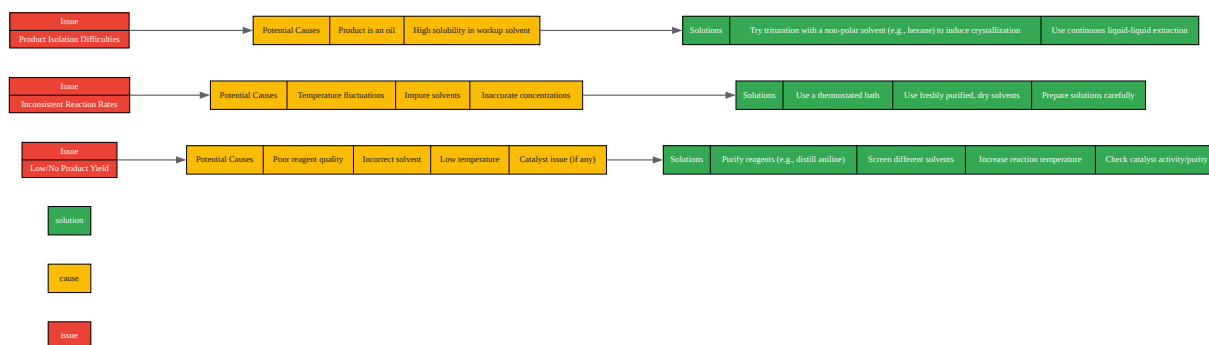 Issue
Product Isolation Difficulties
Potential Causes
Product is an oil
High solubility in workup solvent
Solutions
Try trituration with a non-polar solvent (e.g., hexane) to induce crystallization
Use continuous liquid-liquid extraction
Issue
Inconsistent Reaction Rates
Potential Causes
Temperature fluctuations
Impure solvents
Inaccurate concentrations
Solutions
Use a thermostated bath
Use freshly purified, dry solvents
Prepare solutions carefully
Issue
Low/No Product Yield
Potential Causes
Poor reagent quality
Incorrect solvent
Low temperature
Catalyst issue (if any)
Solutions
Purify reagents (e.g., distill aniline)
Screen different solvents
Increase reaction temperature
Check catalyst activity/purity
solution
cause
issue